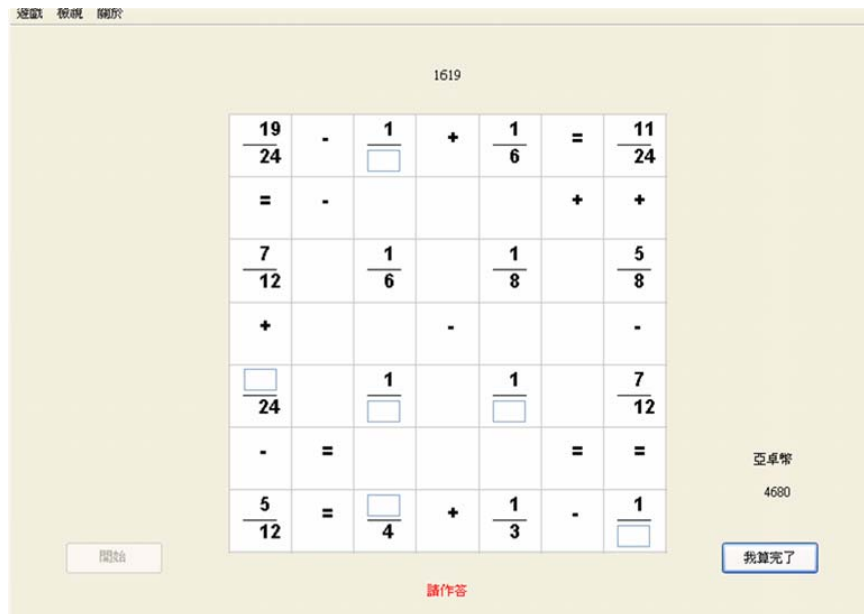 遊戲 檢視 關於
1619
19/24 - 1/□ + 1/6 = 11/24
= - + +
7/12 1/6 1/8 5/8
+ - -
□/24 1/□ 1/□ 7/12
- = = =
亞卓幣
4680
5/12 = □/4 + 1/3 - 1/□
開始
我算完了
請作答